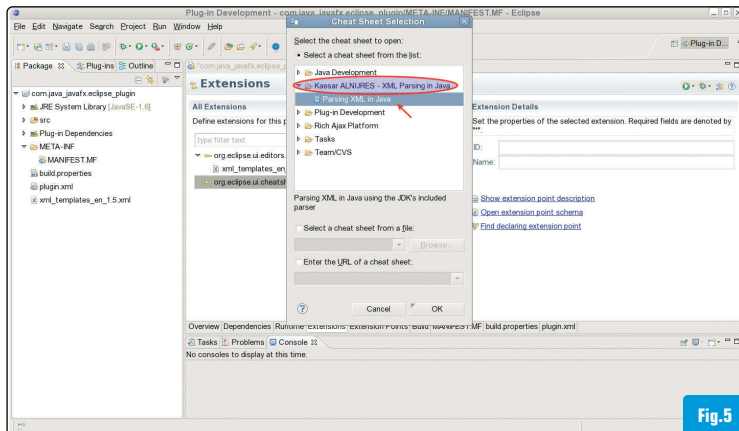 Plug-in Development - com.java_javafx.eclipse_plugin/META-INF/MANIFEST.MF - Eclipse
File Edit Navigate Search Project Run Window Help
Plug-in D...
Cheat Sheet Selection
Select the cheat sheet to open:
Select a cheat sheet from the list:
Java Development
Kaesar ALNIJRES - XML Parsing in Java
Parsing XML in Java
Plug-in Development
Rich Ajax Platform
Tasks
Team/CVS
Parsing XML in Java using the JDK's included
parser
Select a cheat sheet from a file:
Browse...
Enter the URL of a cheat sheet:
Cancel OK
Package Plug-ins Outline
com.java_javafx.eclipse_plugin
JRE System Library [JavaSE-1.6]
src
Plug-in Dependencies
META-INF
MANIFEST.MF
build.properties
plugin.xml
xml_templates_en_1.5.xml
*com.java_javafx.eclipse_p
Extensions
All Extensions
Define extensions for this p
type filter text
org.eclipse.ui.editors.
xml_templates_en_
org.eclipse.ui.cheatsh
Extension Details
Set the properties of the selected extension. Required fields are denoted by
"*".
ID:
Name:
Show extension point description
Open extension point schema
Find declaring extension point
Overview Dependencies Runtime Extensions Extension Points Build MANIFEST.MF build.properties plugin.xml
Tasks Problems Console
No consoles to display at this time.
Fig.5